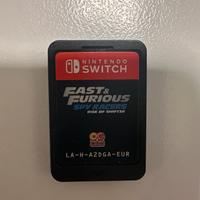 NINTENDO
SWITCH
FAST &
FURIOUS
SPY RACERS
RISE OF SH1FT3R
LA-H-A2DGA-EUR